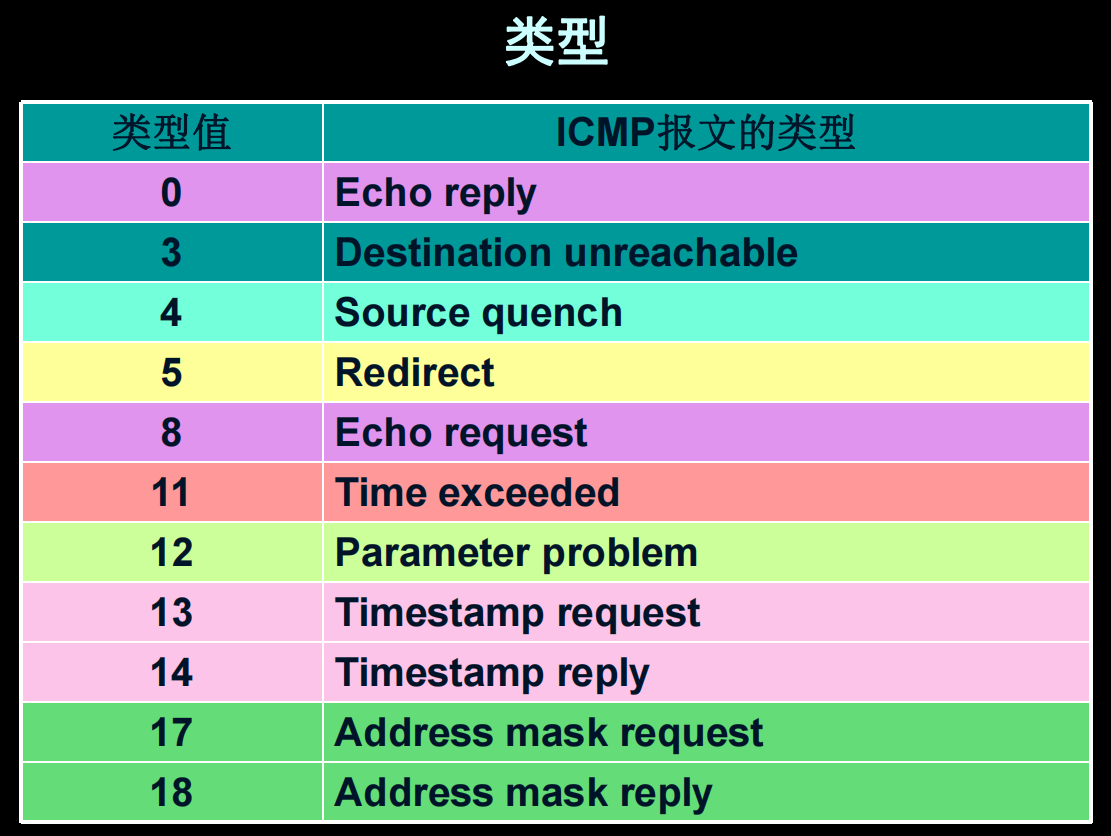 类型
类型值 ICMP报文的类型
0 Echo reply
3 Destination unreachable
4 Source quench
5 Redirect
8 Echo request
11 Time exceeded
12 Parameter problem
13 Timestamp request
14 Timestamp reply
17 Address mask request
18 Address mask reply